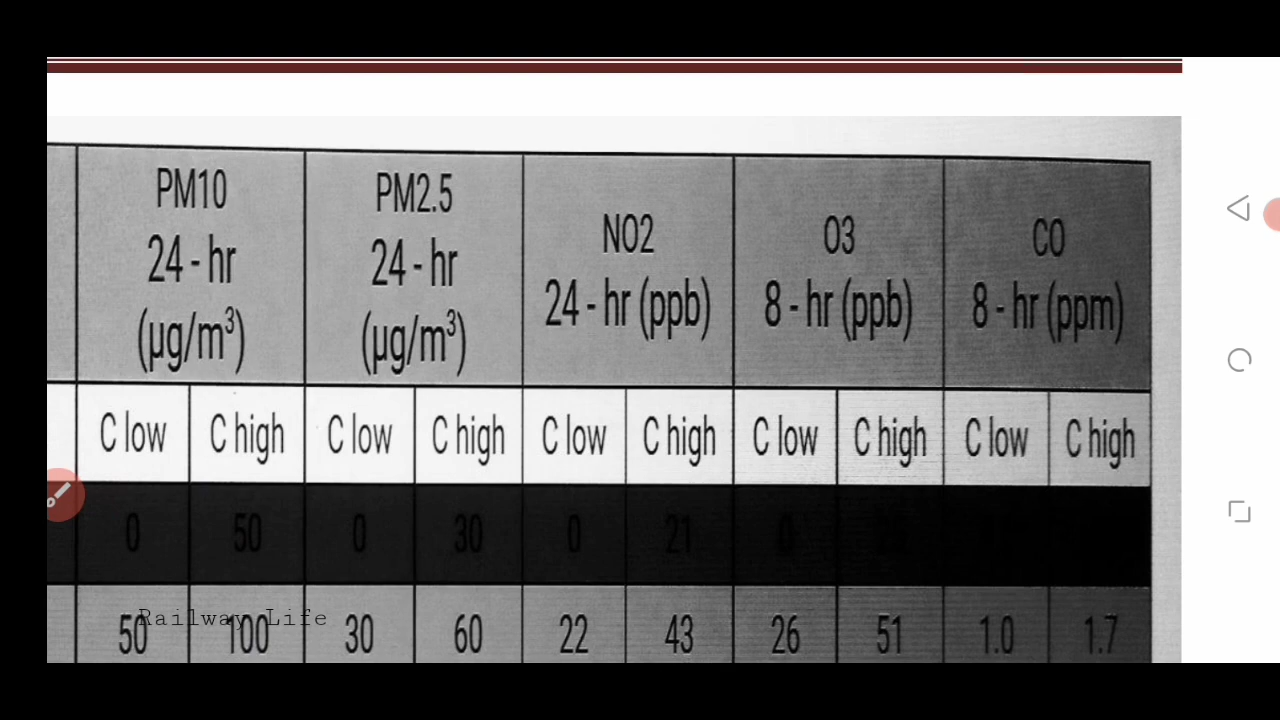 PM10 PM2.5 NO2 O3 CO
24 - hr 24 - hr 24 - hr (ppb) 8 - hr (ppb) 8 - hr (ppm)
(µg/m³) (µg/m³)
C low C high C low C high C low C high C low C high C low C high
0 50 0 30 0 21 0
50 100 30 60 22 43 26 51 1.0 1.7
Railway Life